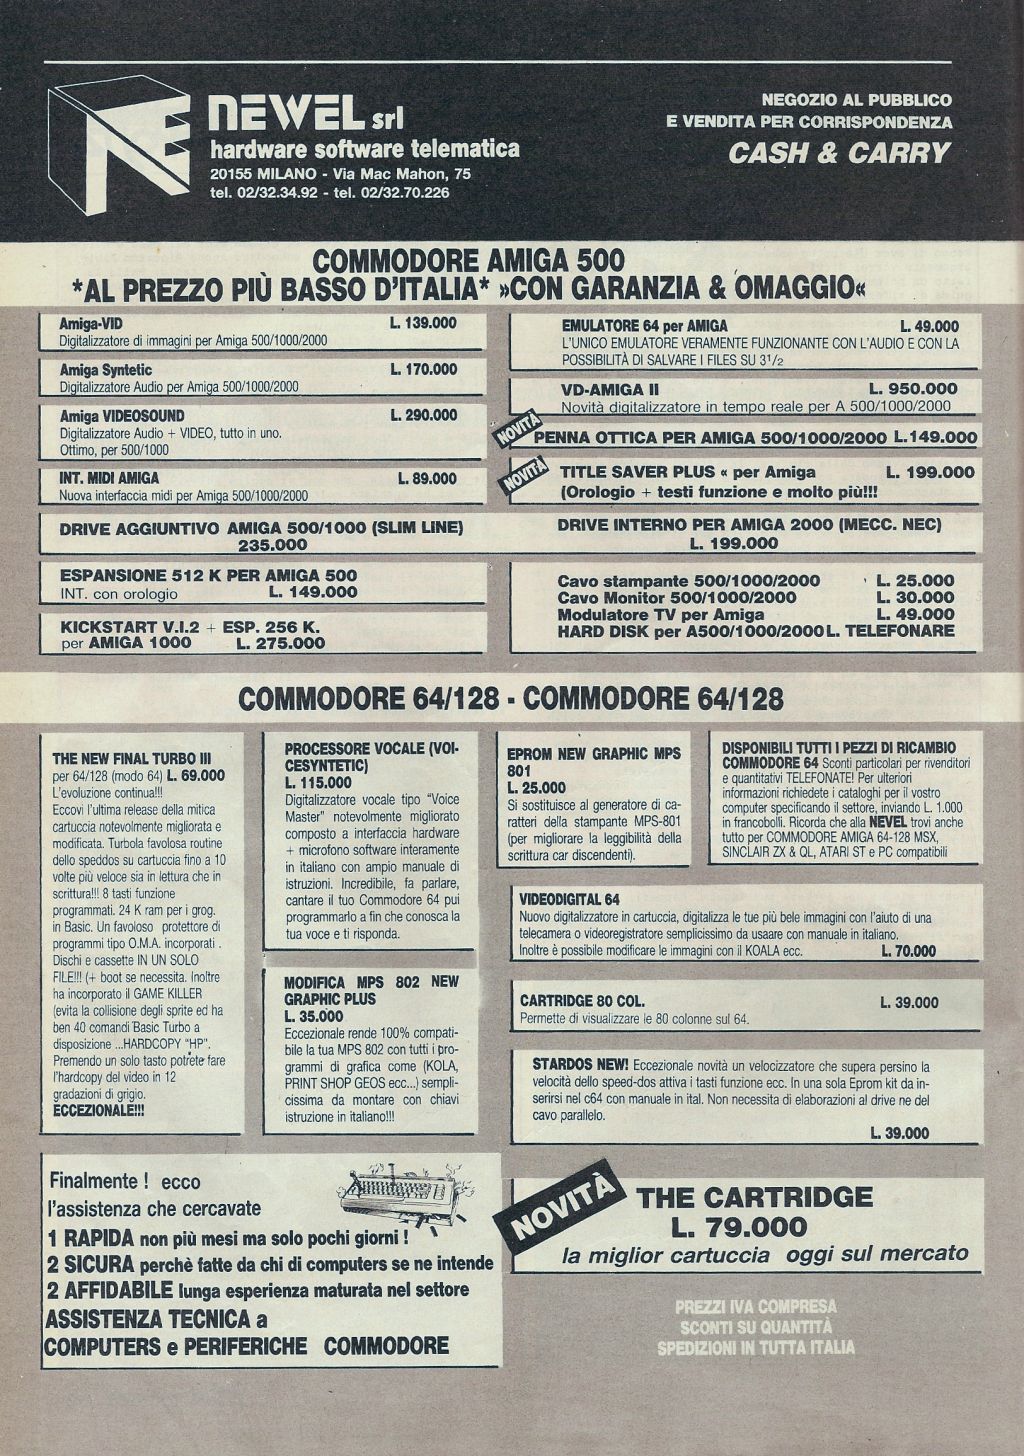 NEWEL srl
hardware software telematica
20155 MILANO - Via Mac Mahon, 75
tel. 02/32.34.92 - tel. 02/32.70.226
NEGOZIO AL PUBBLICO
E VENDITA PER CORRISPONDENZA
CASH & CARRY
COMMODORE AMIGA 500
*AL PREZZO PIÙ BASSO D'ITALIA* »CON GARANZIA & OMAGGIO«
Amiga-VID L. 139.000
Digitalizzatore di immagini per Amiga 500/1000/2000
Amiga Syntetic L. 170.000
Digitalizzatore Audio per Amiga 500/1000/2000
Amiga VIDEOSOUND L. 290.000
Digitalizzatore Audio + VIDEO, tutto in uno.
Ottimo, per 500/1000
INT. MIDI AMIGA L. 89.000
Nuova interfaccia midi per Amiga 500/1000/2000
EMULATORE 64 per AMIGA L. 49.000
L'UNICO EMULATORE VERAMENTE FUNZIONANTE CON L'AUDIO E CON LA
POSSIBILITÀ DI SALVARE I FILES SU 3 1/2
VD-AMIGA II L. 950.000
Novità digitalizzatore in tempo reale per A 500/1000/2000
NOVITÀ
PENNA OTTICA PER AMIGA 500/1000/2000 L.149.000
NOVITÀ
TITLE SAVER PLUS « per Amiga L. 199.000
(Orologio + testi funzione e molto più!!!
DRIVE AGGIUNTIVO AMIGA 500/1000 (SLIM LINE)
235.000
DRIVE INTERNO PER AMIGA 2000 (MECC. NEC)
L. 199.000
ESPANSIONE 512 K PER AMIGA 500
INT. con orologio L. 149.000
KICKSTART V.I.2 + ESP. 256 K.
per AMIGA 1000 L. 275.000
Cavo stampante 500/1000/2000 L. 25.000
Cavo Monitor 500/1000/2000 L. 30.000
Modulatore TV per Amiga L. 49.000
HARD DISK per A500/1000/2000 L. TELEFONARE
COMMODORE 64/128 - COMMODORE 64/128
THE NEW FINAL TURBO III
per 64/128 (modo 64) L. 69.000
L'evoluzione continua!!!
Eccovi l'ultima release della mitica
cartuccia notevolmente migliorata e
modificata. Turbola favolosa routine
dello speddos su cartuccia fino a 10
volte più veloce sia in lettura che in
scrittura!!! 8 tasti funzione
programmati. 24 K ram per i grog.
in Basic. Un favoloso protettore di
programmi tipo O.M.A. incorporati .
Dischi e cassette IN UN SOLO
FILE!!! (+ boot se necessita. Inoltre
ha incorporato il GAME KILLER
(evita la collisione degli sprite ed ha
ben 40 comandi Basic Turbo a
disposizione ...HARDCOPY "HP".
Premendo un solo tasto potrete fare
l'hardcopy del video in 12
gradazioni di grigio.
ECCEZIONALE!!!
PROCESSORE VOCALE (VOI-
CESYNTETIC)
L. 115.000
Digitalizzatore vocale tipo "Voice
Master" notevolmente migliorato
composto a interfaccia hardware
+ microfono software interamente
in italiano con ampio manuale di
istruzioni. Incredibile, fa parlare,
cantare il tuo Commodore 64 pui
programmarlo a fin che conosca la
tua voce e ti risponda.
MODIFICA MPS 802 NEW
GRAPHIC PLUS
L. 35.000
Eccezionale rende 100% compati-
bile la tua MPS 802 con tutti i pro-
grammi di grafica come (KOLA,
PRINT SHOP GEOS ecc...) sempli-
cissima da montare con chiavi
istruzione in italiano!!!
EPROM NEW GRAPHIC MPS
801
L. 25.000
Si sostituisce al generatore di ca-
ratteri della stampante MPS-801
(per migliorare la leggibilità della
scrittura car discendenti).
DISPONIBILI TUTTI I PEZZI DI RICAMBIO
COMMODORE 64 Sconti particolari per rivenditori
e quantitativi TELEFONATE! Per ulteriori
informazioni richiedete i cataloghi per il vostro
computer specificando il settore, inviando L. 1.000
in francobolli. Ricorda che alla NEVEL trovi anche
tutto per COMMODORE AMIGA 64-128 MSX,
SINCLAIR ZX & QL, ATARI ST e PC compatibili
VIDEODIGITAL 64
Nuovo digitalizzatore in cartuccia, digitalizza le tue più bele immagini con l'aiuto di una
telecamera o videoregistratore semplicissimo da usaare con manuale in italiano.
Inoltre è possibile modificare le immagini con il KOALA ecc. L. 70.000
CARTRIDGE 80 COL. L. 39.000
Permette di visualizzare le 80 colonne sul 64.
STARDOS NEW! Eccezionale novità un velocizzatore che supera persino la
velocità dello speed-dos attiva i tasti funzione ecc. In una sola Eprom kit da in-
serirsi nel c64 con manuale in ital. Non necessita di elaborazioni al drive ne del
cavo parallelo.
L. 39.000
Finalmente ! ecco
l'assistenza che cercavate
1 RAPIDA non più mesi ma solo pochi giorni !
2 SICURA perchè fatte da chi di computers se ne intende
2 AFFIDABILE lunga esperienza maturata nel settore
ASSISTENZA TECNICA a
COMPUTERS e PERIFERICHE COMMODORE
NOVITÀ
THE CARTRIDGE
L. 79.000
la miglior cartuccia oggi sul mercato
PREZZI IVA COMPRESA
SCONTI SU QUANTITÀ
SPEDIZIONI IN TUTTA ITALIA